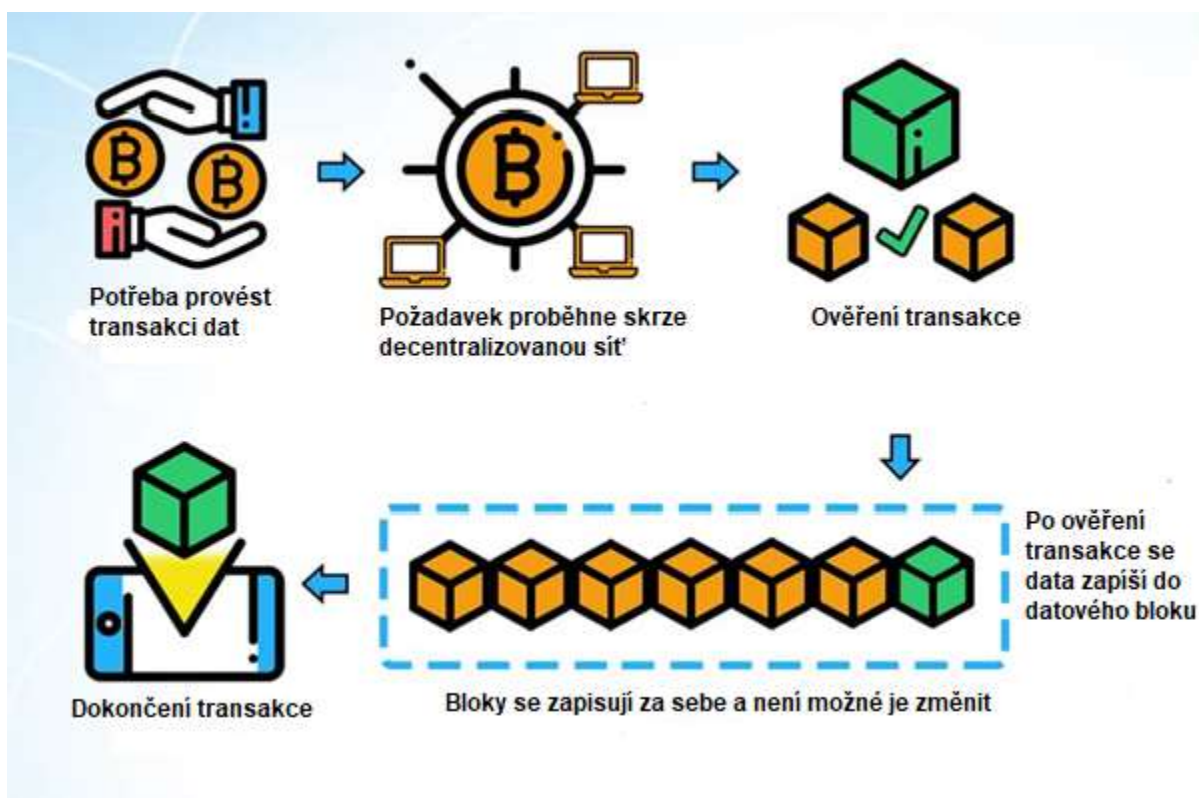 Potřeba provést
transakci dat
Požadavek proběhne skrze
decentralizovanou síť
Ověření transakce
Po ověření
transakce se
data zapíší do
datového bloku
Bloky se zapisují za sebe a není možné je změnit
Dokončení transakce